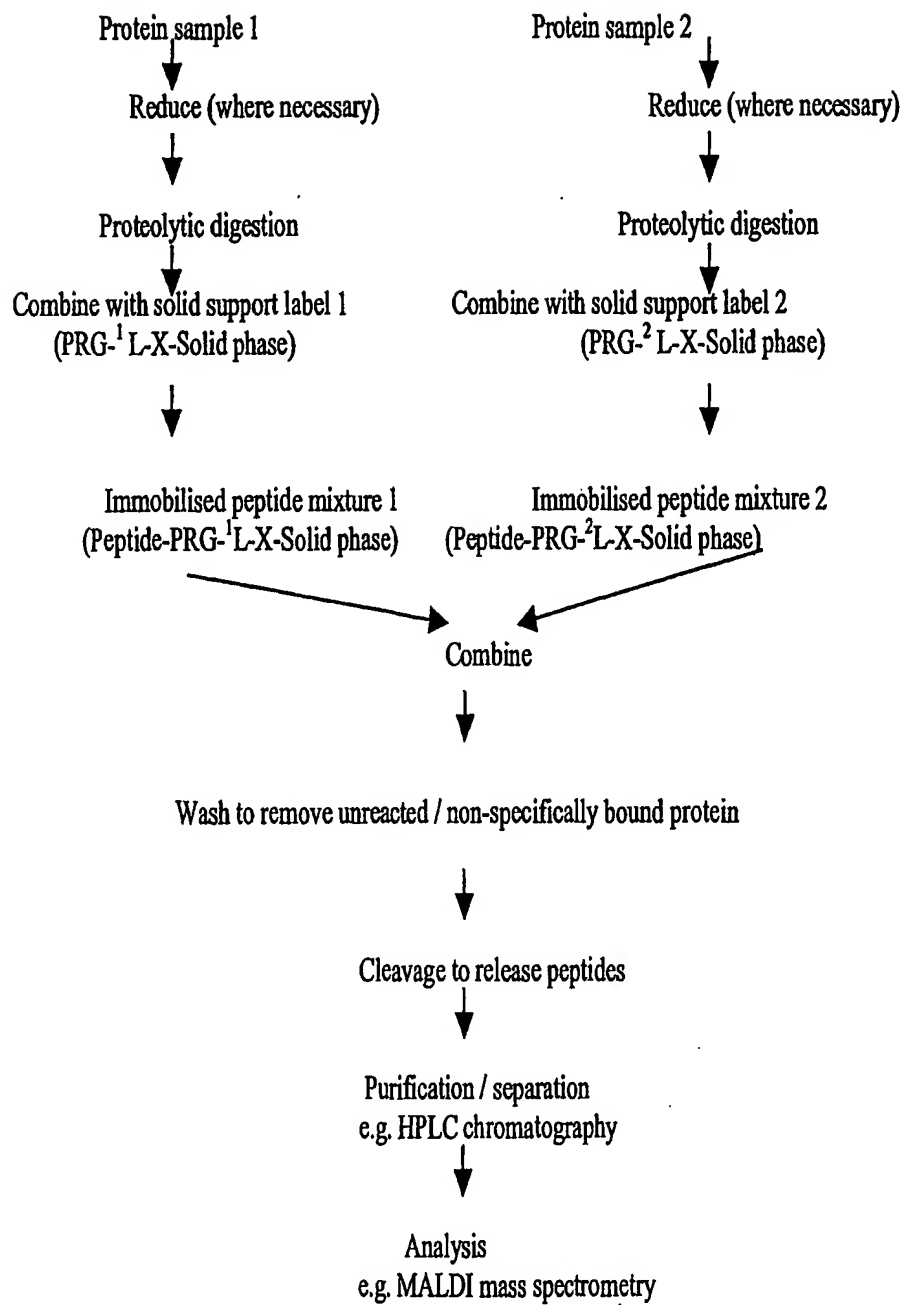 Protein sample 1
Protein sample 2
Reduce (where necessary)
Reduce (where necessary)
Proteolytic digestion
Proteolytic digestion
Combine with solid support label 1
(PRG-¹ L-X-Solid phase)
Combine with solid support label 2
(PRG-² L-X-Solid phase)
Immobilised peptide mixture 1
(Peptide-PRG-¹L-X-Solid phase)
Immobilised peptide mixture 2
(Peptide-PRG-²L-X-Solid phase)
Combine
Wash to remove unreacted / non-specifically bound protein
Cleavage to release peptides
Purification / separation
e.g. HPLC chromatography
Analysis
e.g. MALDI mass spectrometry